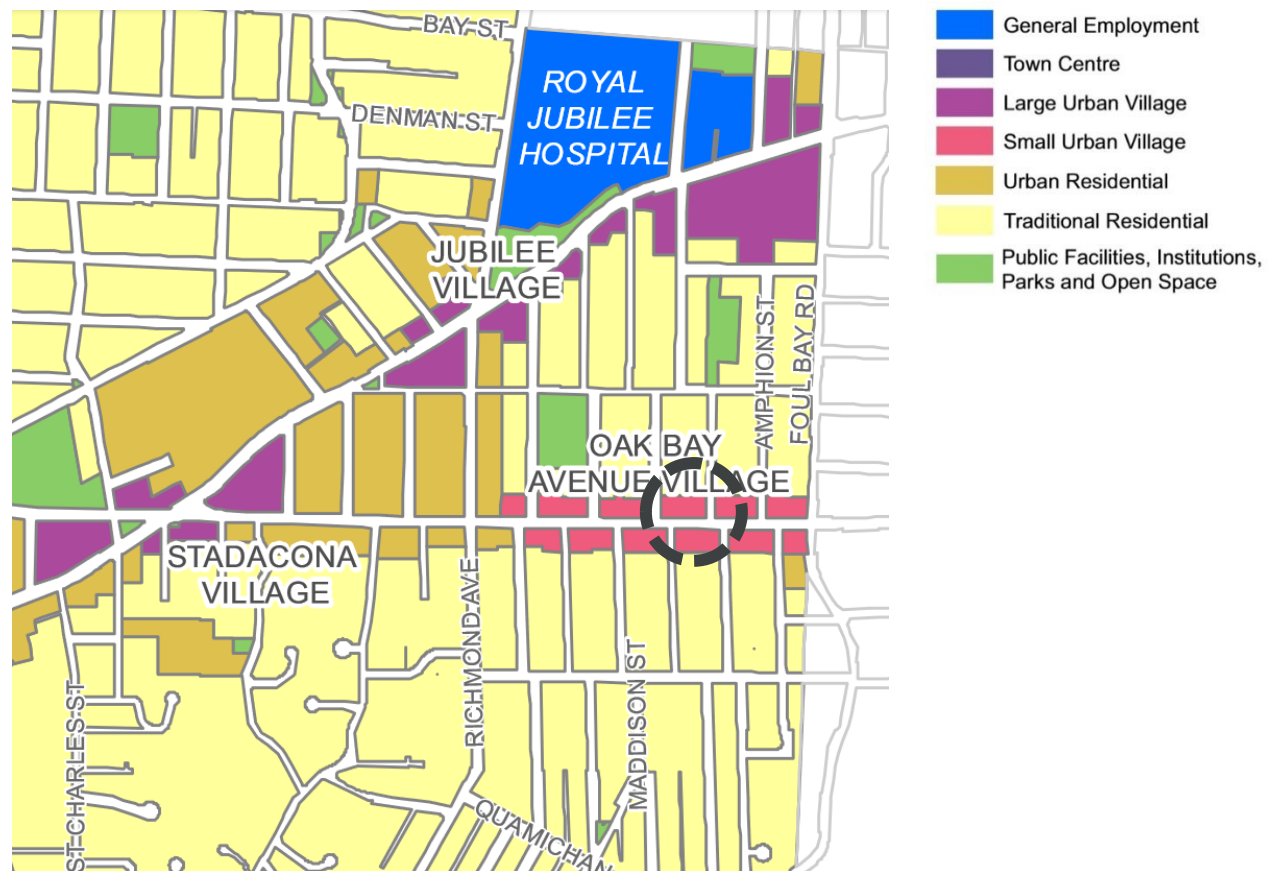 BAY ST
ROYAL
JUBILEE
HOSPITAL
DENMAN ST
JUBILEE
VILLAGE
AMPHION ST
FOUL BAY RD
OAK BAY
AVENUE VILLAGE
STADACONA
VILLAGE
RICHMOND AVE
MADDISON ST
ST CHARLES ST
QUAMICHAN
General Employment
Town Centre
Large Urban Village
Small Urban Village
Urban Residential
Traditional Residential
Public Facilities, Institutions,
Parks and Open Space